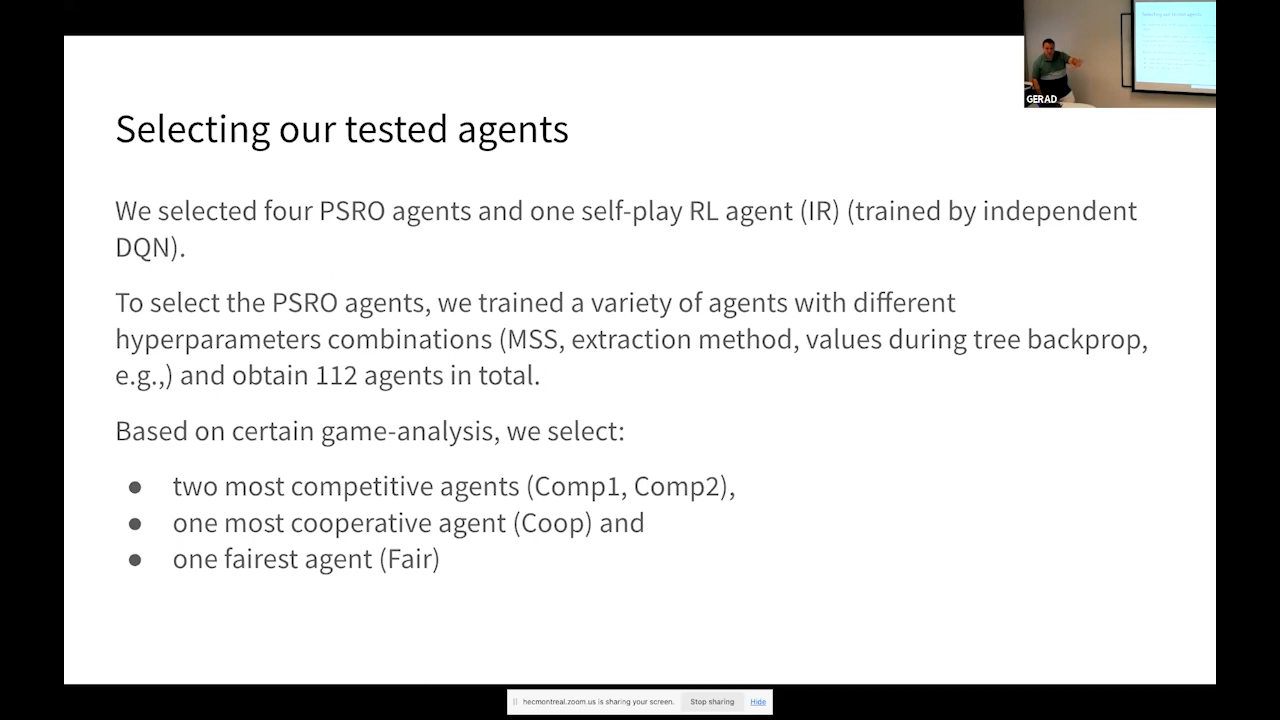 GERAD
Selecting our tested agents
We selected four PSRO agents and one self-play RL agent (IR) (trained by independent
DQN).
To select the PSRO agents, we trained a variety of agents with different
hyperparameters combinations (MSS, extraction method, values during tree backprop,
e.g.,) and obtain 112 agents in total.
Based on certain game-analysis, we select:
● two most competitive agents (Comp1, Comp2),
● one most cooperative agent (Coop) and
● one fairest agent (Fair)
hecmontreal.zoom.us is sharing your screen. Stop sharing Hide